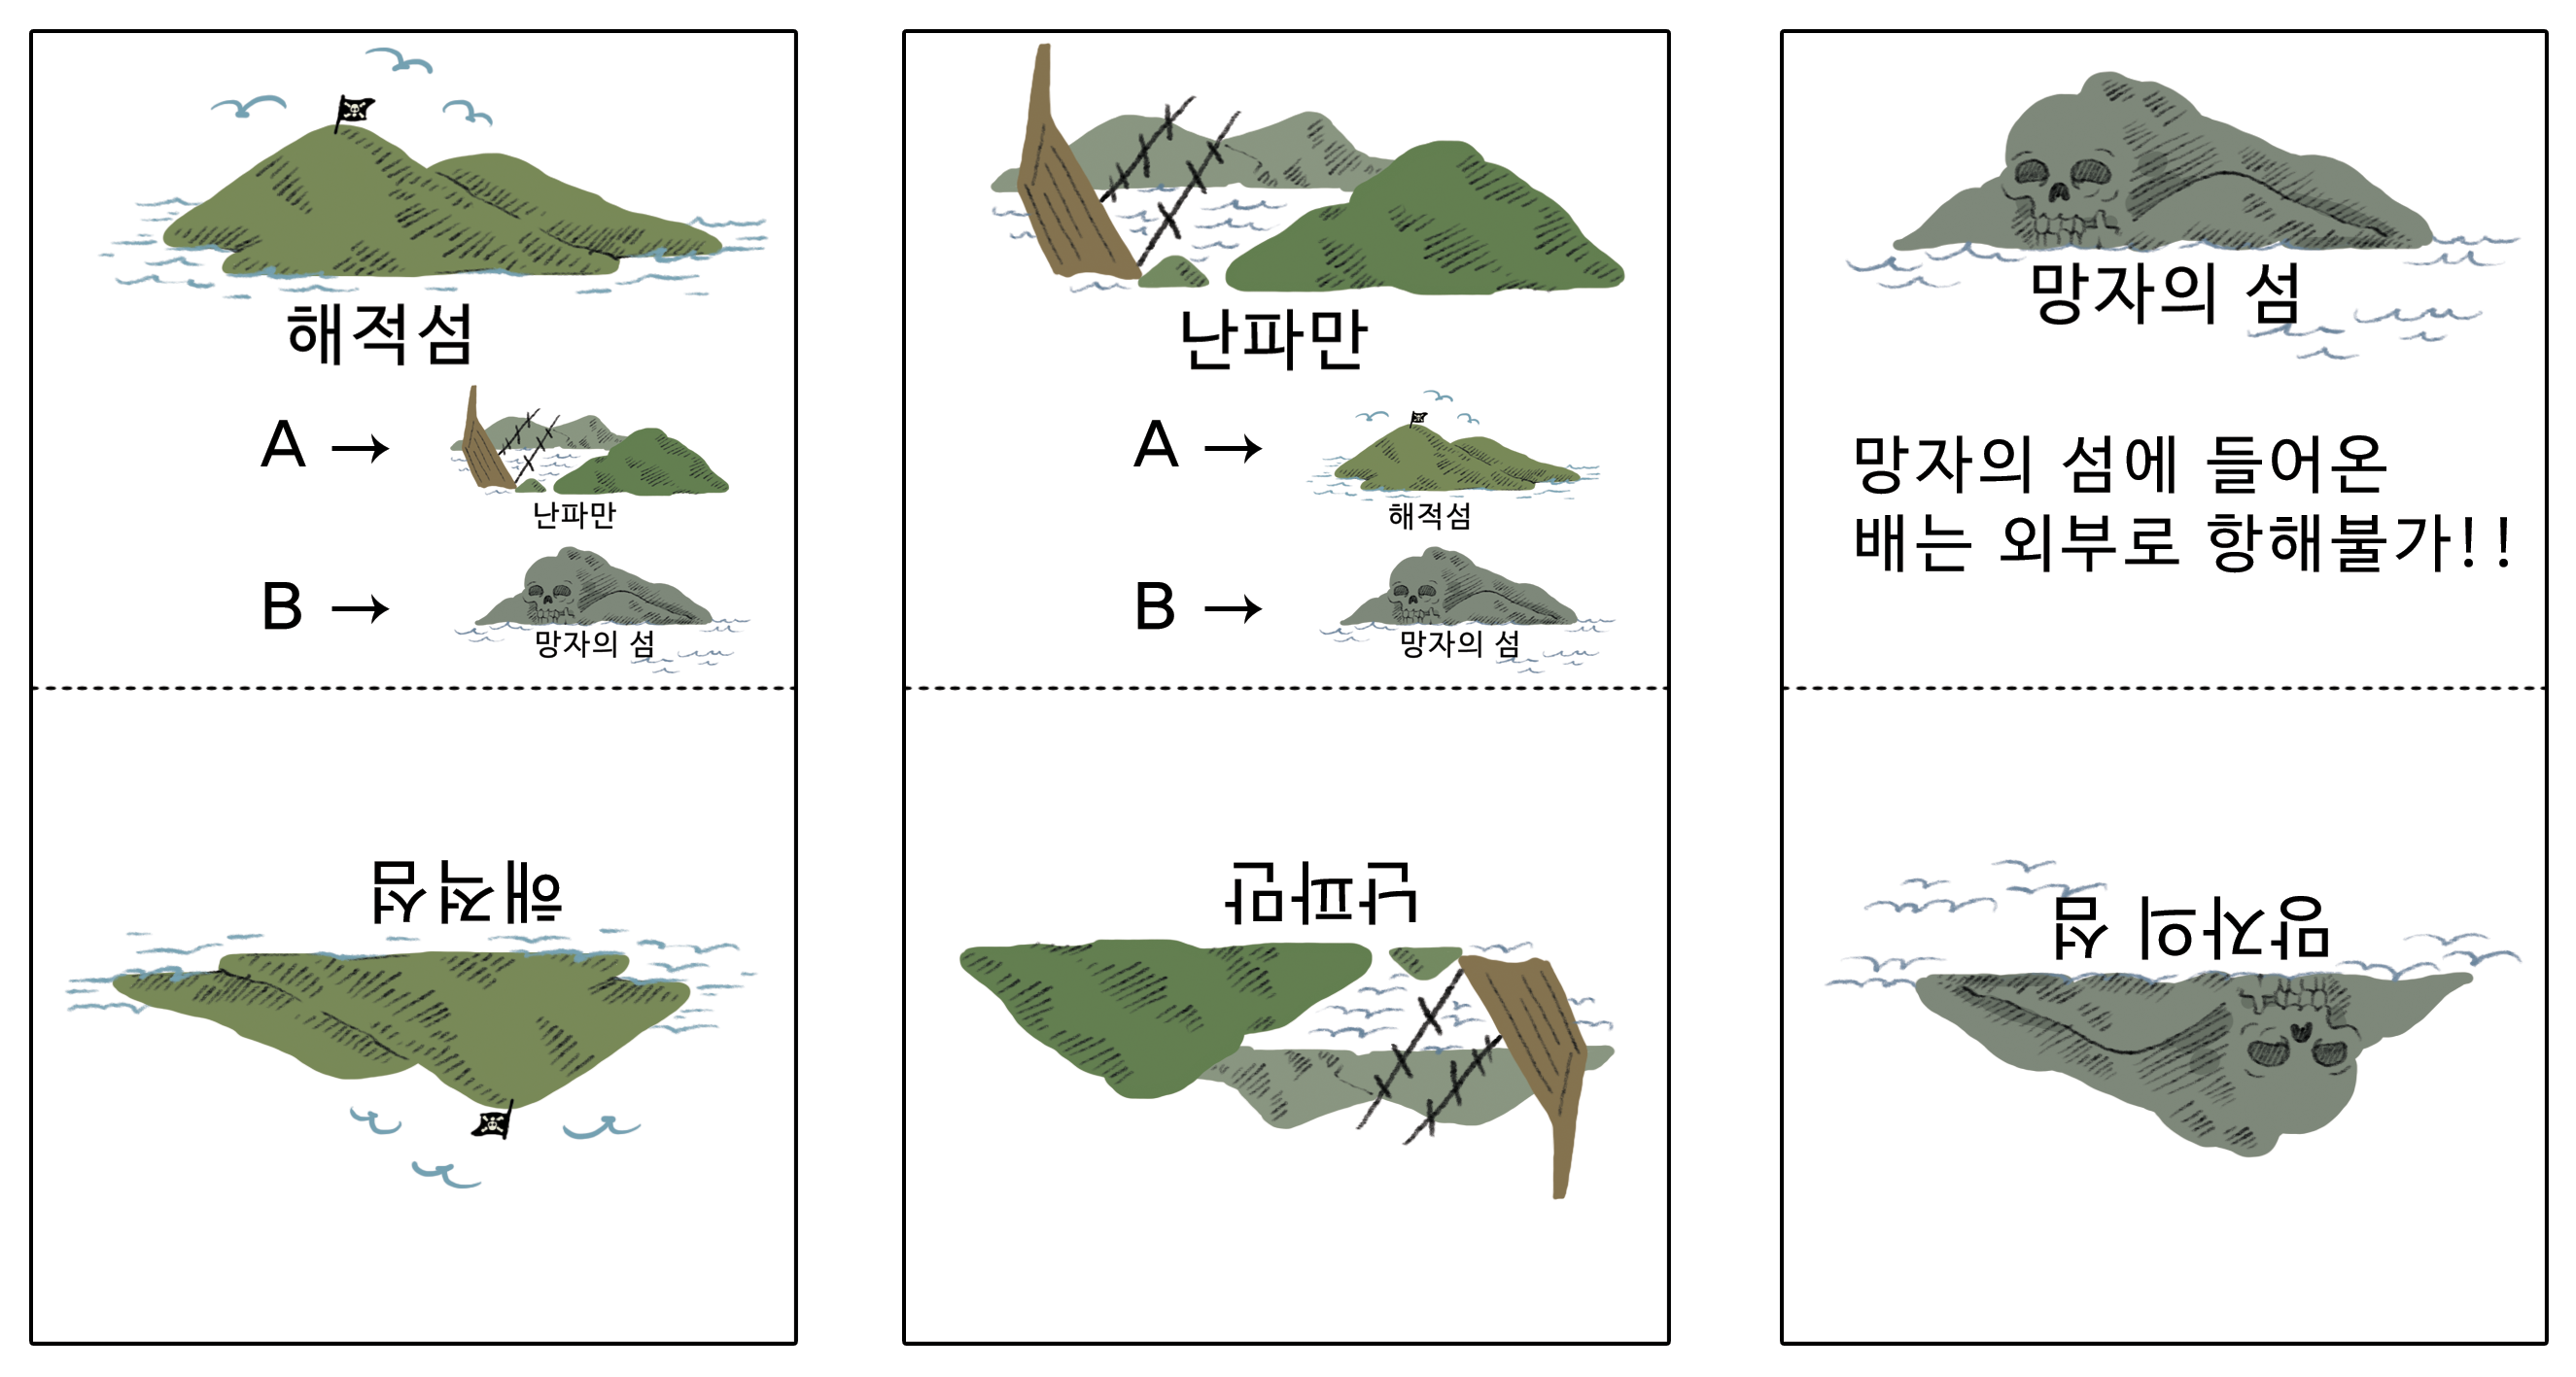 해적섬
A →
난파만
B →
망자의 섬
해적섬
난파만
A →
해적섬
B →
망자의 섬
난파만
망자의 섬
망자의 섬에 들어온
배는 외부로 항해불가!!
망자의 섬